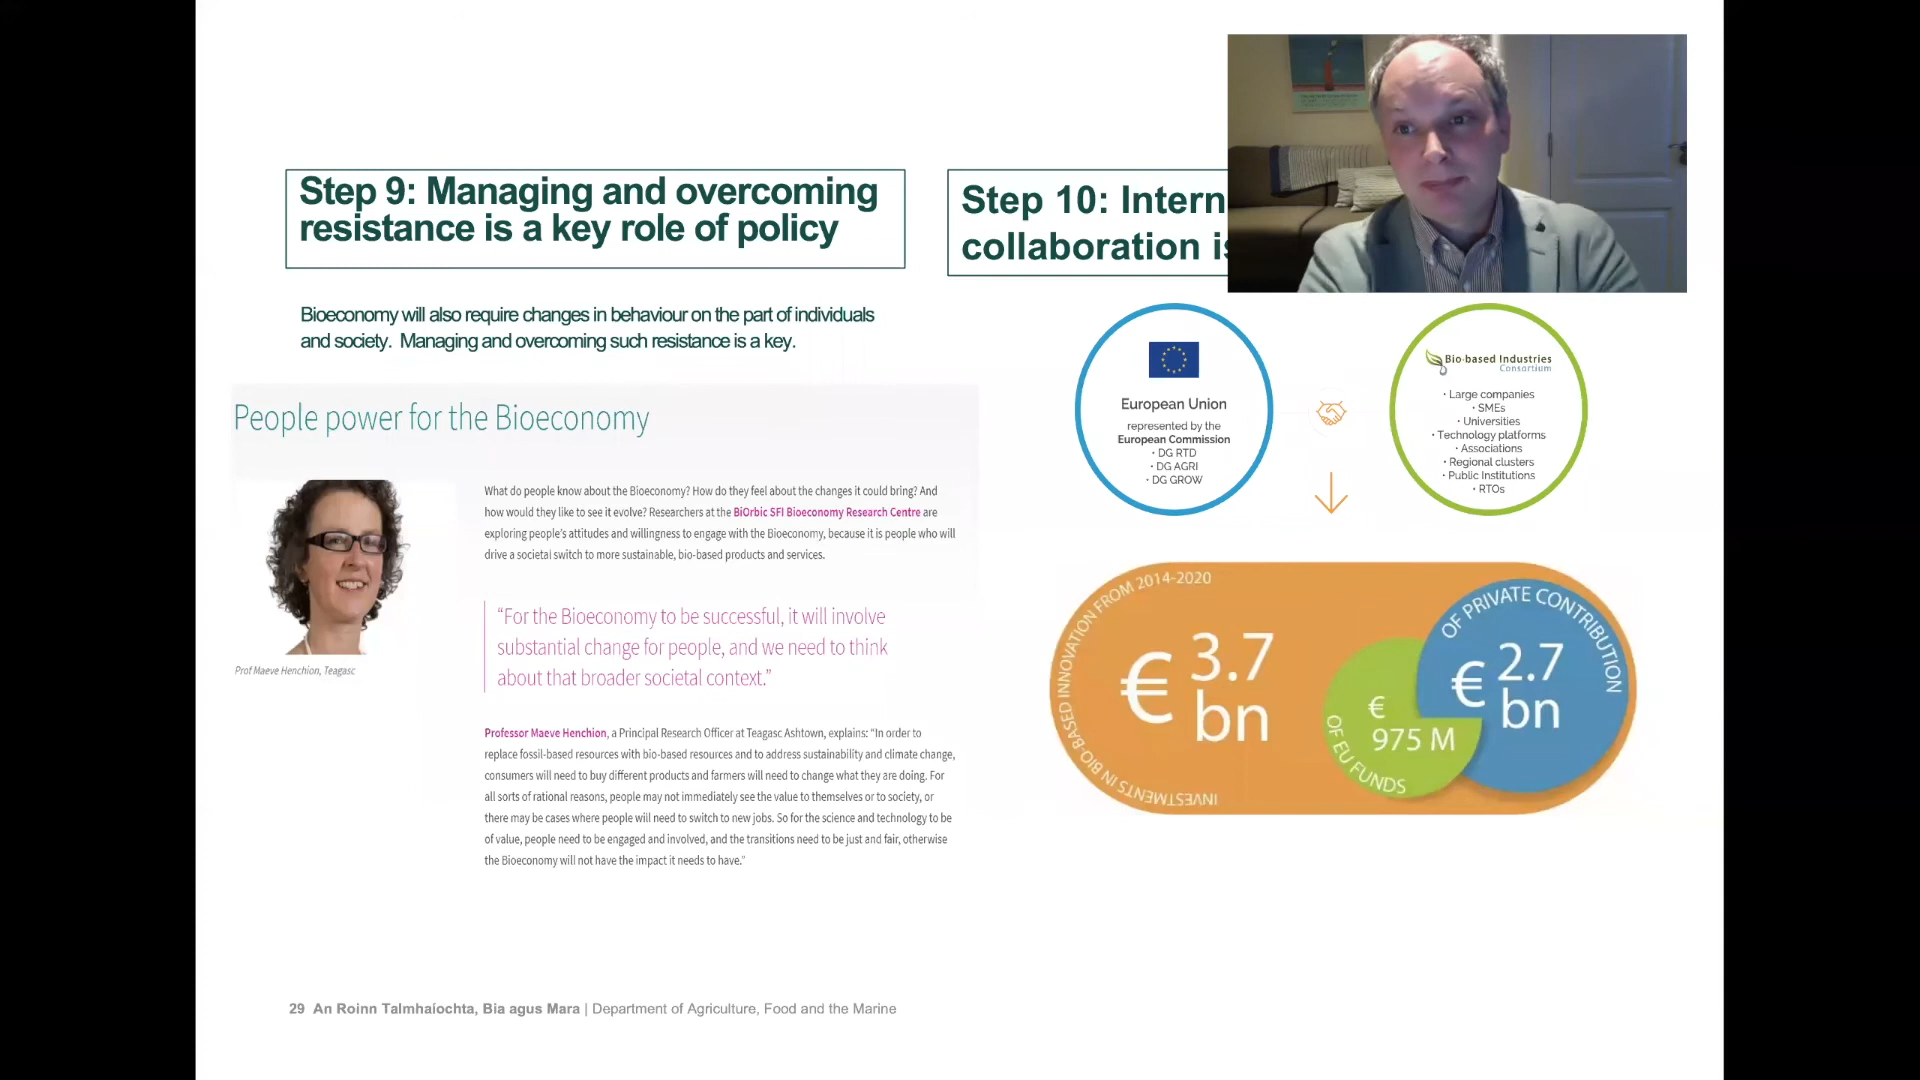 Step 9: Managing and overcoming
resistance is a key role of policy
Bioeconomy will also require changes in behaviour on the part of individuals
and society. Managing and overcoming such resistance is a key.
People power for the Bioeconomy
What do people know about the Bioeconomy? How do they feel about the changes it could bring? And
how would they like to see it evolve? Researchers at the BiOrbic SFI Bioeconomy Research Centre are
exploring people's attitudes and willingness to engage with the Bioeconomy, because it is people who will
drive a societal switch to more sustainable, bio-based products and services.
“For the Bioeconomy to be successful, it will involve
substantial change for people, and we need to think
about that broader societal context.”
Prof Maeve Henchion, Teagasc
Professor Maeve Henchion, a Principal Research Officer at Teagasc Ashtown, explains: “In order to
replace fossil-based resources with bio-based resources and to address sustainability and climate change,
consumers will need to buy different products and farmers will need to change what they are doing. For
all sorts of rational reasons, people may not immediately see the value to themselves or to society, or
there may be cases where people will need to switch to new jobs. So for the science and technology to be
of value, people need to be engaged and involved, and the transitions need to be just and fair, otherwise
the Bioeconomy will not have the impact it needs to have.”
Step 10: Intern
collaboration is
European Union
represented by the
European Commission
• DG RTD
• DG AGRI
• DG GROW
Bio-based Industries
Consortium
• Large companies
• SMEs
• Universities
• Technology platforms
• Associations
• Regional clusters
• Public Institutions
• RTOs
INVESTMENTS IN BIO-BASED INNOVATION FROM 2014-2020
€ 3.7
bn
€
975 M
OF EU FUNDS
OF PRIVATE CONTRIBUTION
€ 2.7
bn
29 An Roinn Talmhaíochta, Bia agus Mara | Department of Agriculture, Food and the Marine